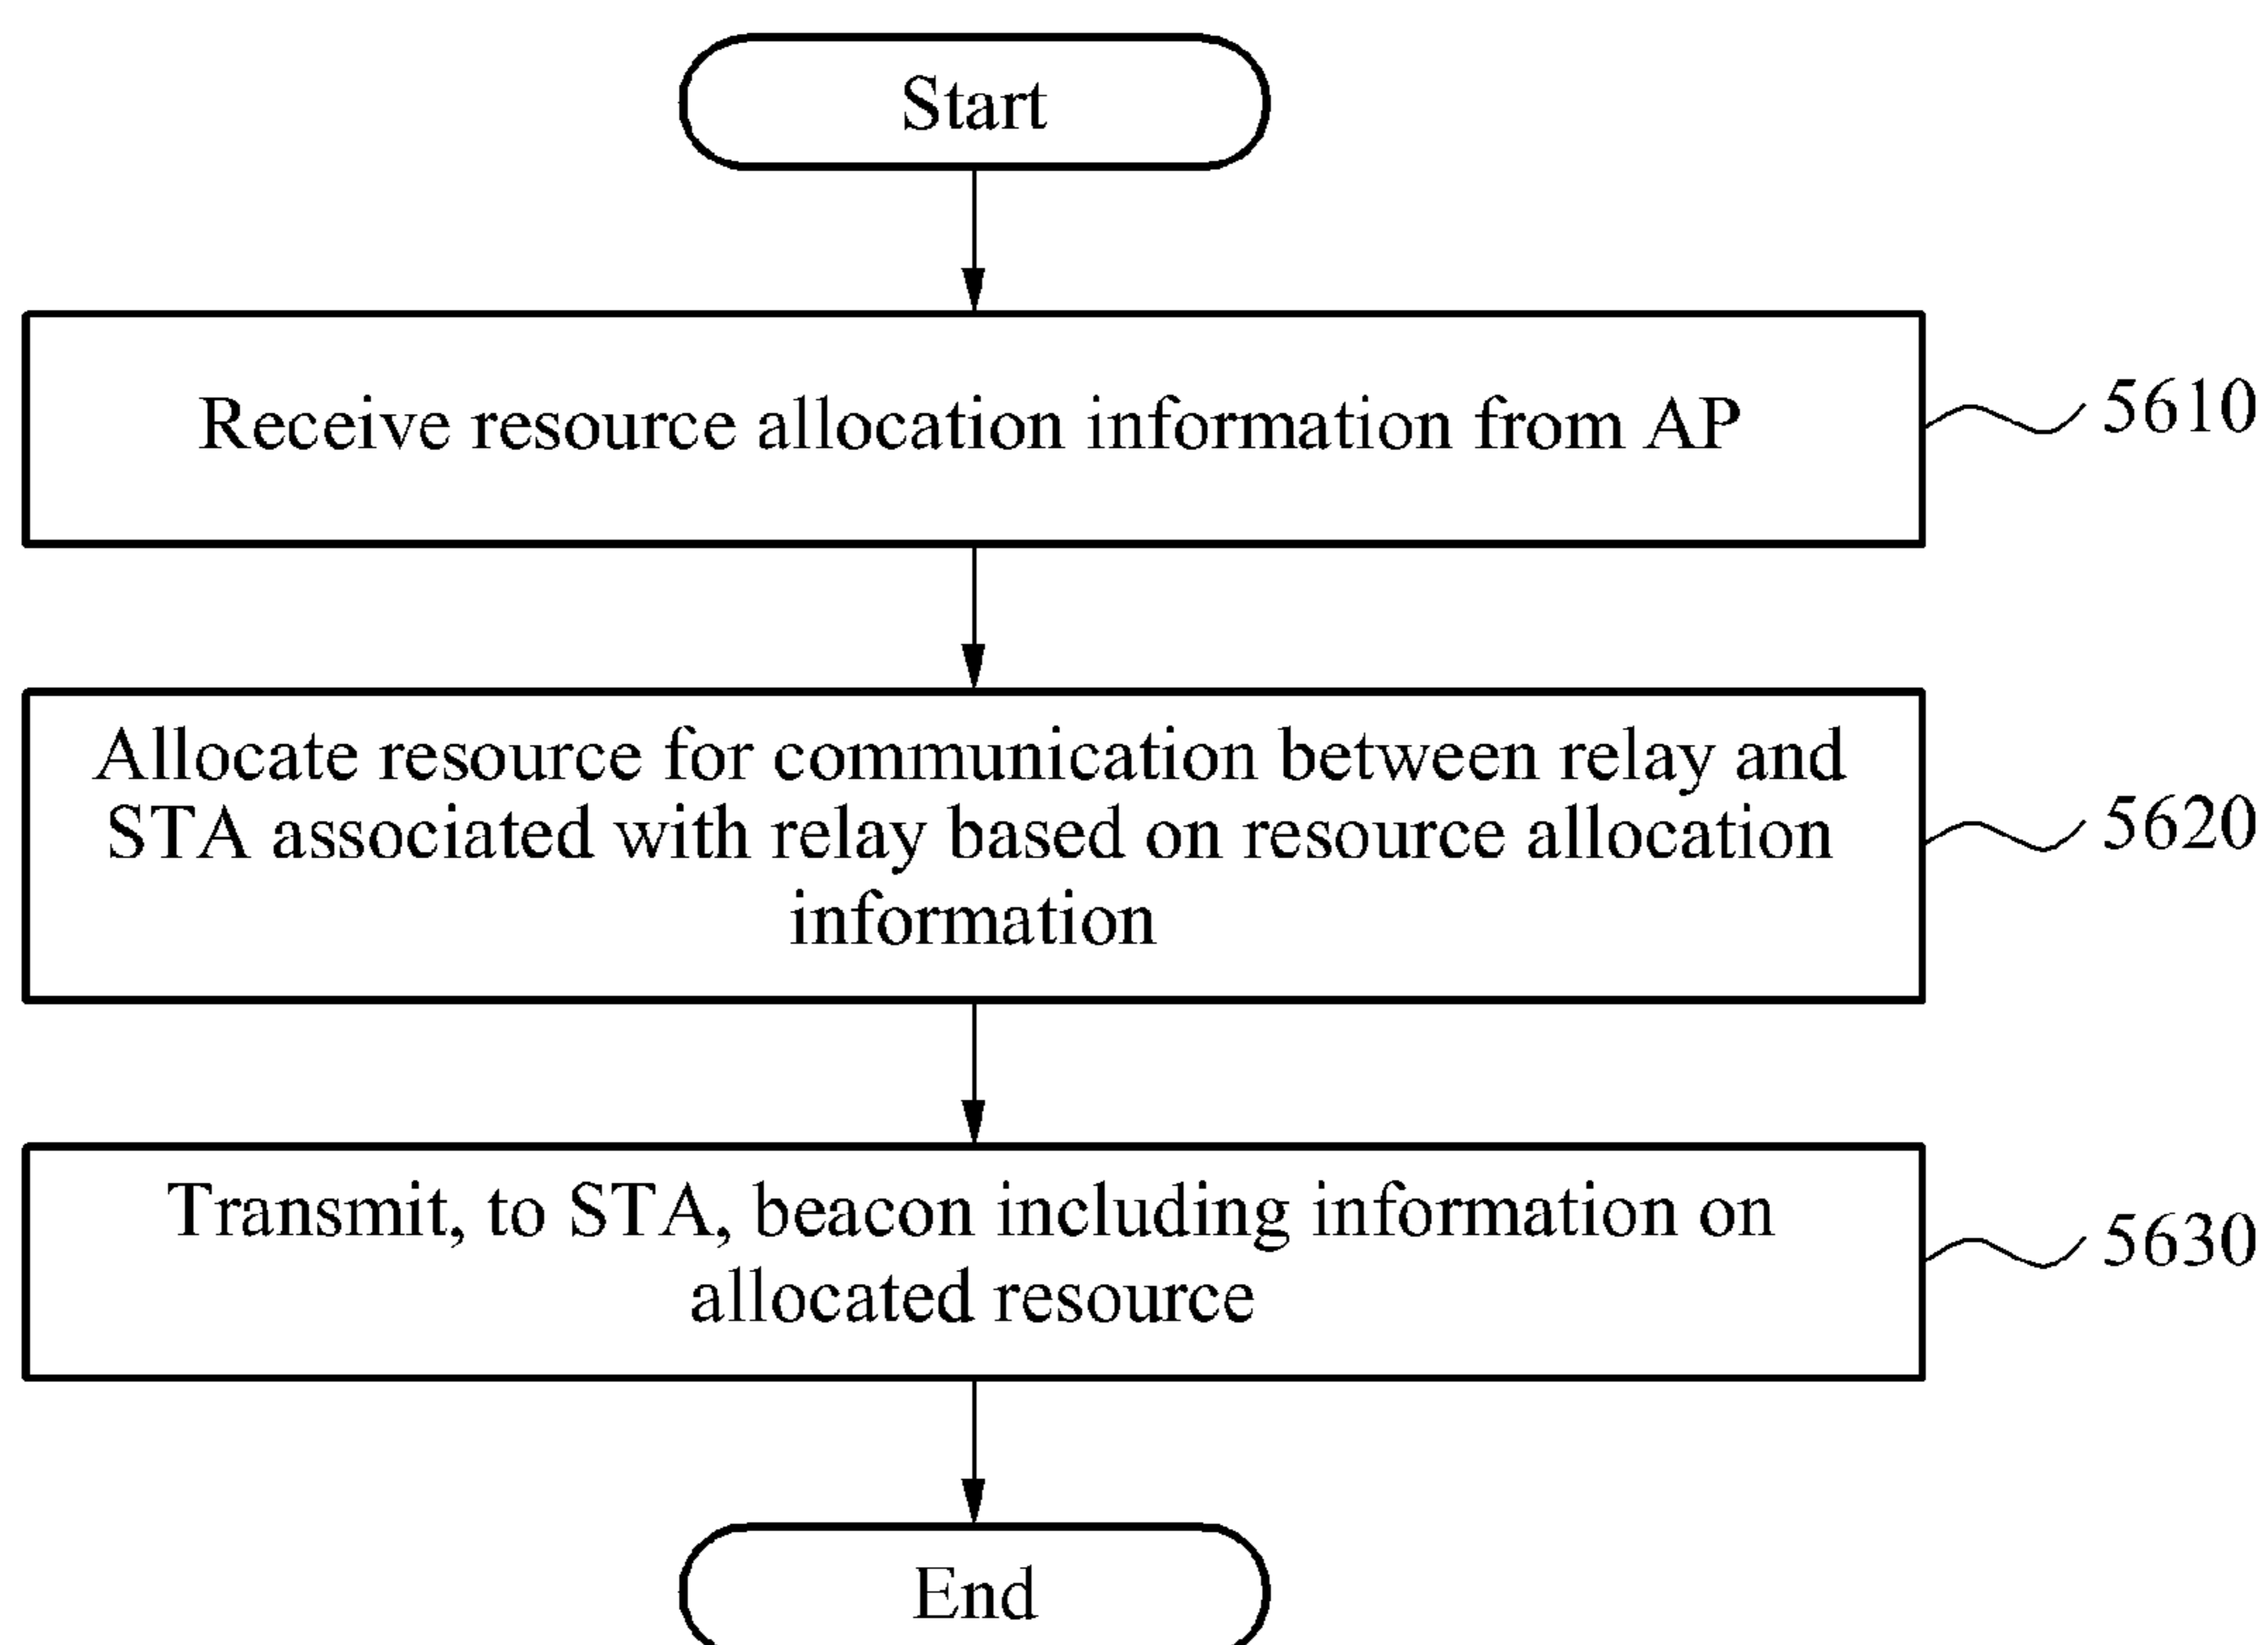 Start
Receive resource allocation information from AP
5610
Allocate resource for communication between relay and
STA associated with relay based on resource allocation
information
5620
Transmit, to STA, beacon including information on
allocated resource
5630
End